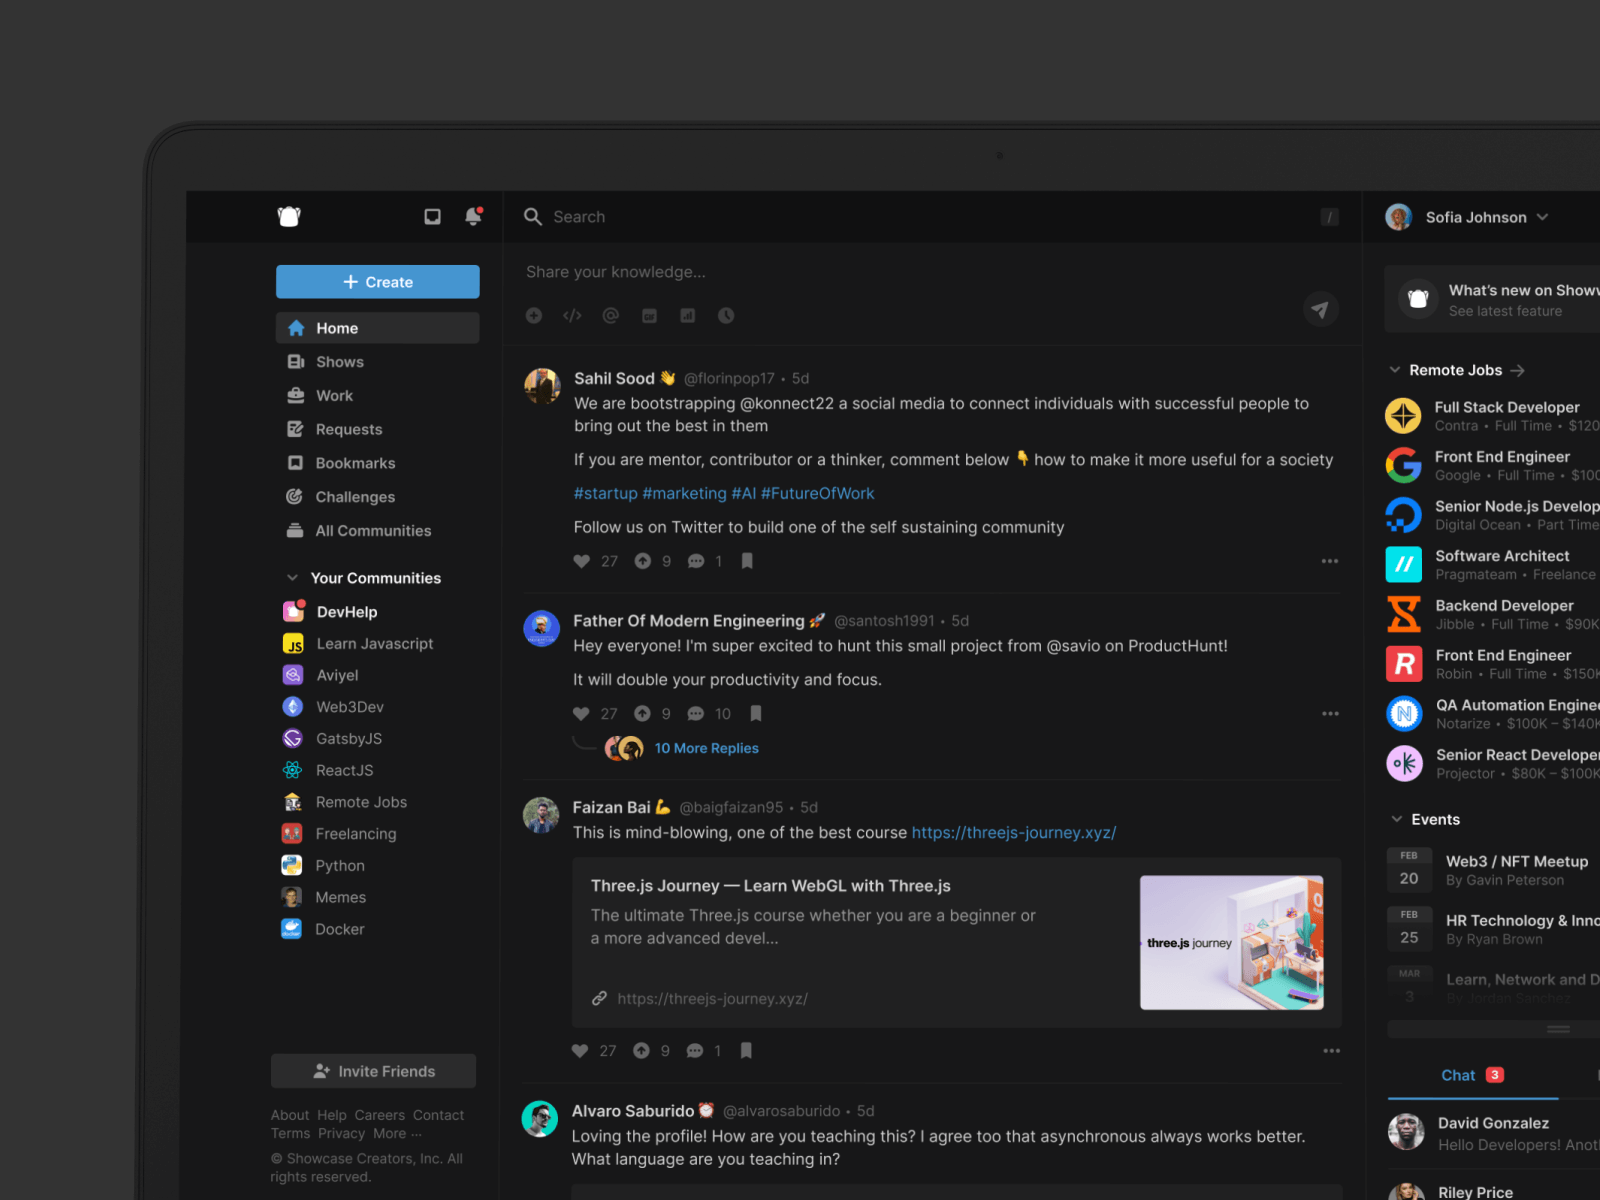 Search
/
Sofia Johnson
Create
Home
Shows
Work
Requests
Bookmarks
Challenges
All Communities
Your Communities
DevHelp
JS
Learn Javascript
Aviyel
Web3Dev
GatsbyJS
ReactJS
Remote Jobs
Freelancing
Python
Memes
Docker
Invite Friends
About Help Careers Contact
Terms Privacy More ···
© Showcase Creators, Inc. All
rights reserved.
Share your knowledge...
Sahil Sood 👋 @florinpop17 • 5d
We are bootstrapping @konnect22 a social media to connect individuals with successful people to
bring out the best in them
If you are mentor, contributor or a thinker, comment below 👇 how to make it more useful for a society
#startup #marketing #AI #FutureOfWork
Follow us on Twitter to build one of the self sustaining community
27 9 1
Father Of Modern Engineering 🚀 @santosh1991 • 5d
Hey everyone! I'm super excited to hunt this small project from @savio on ProductHunt!
It will double your productivity and focus.
27 9 10
10 More Replies
Faizan Bai 💪 @baigfaizan95 • 5d
This is mind-blowing, one of the best course https://threejs-journey.xyz/
Three.js Journey — Learn WebGL with Three.js
The ultimate Three.js course whether you are a beginner or
a more advanced devel...
https://threejs-journey.xyz/
three.js journey
27 9 1
Alvaro Saburido ⏰ @alvarosaburido • 5d
Loving the profile! How are you teaching this? I agree too that asynchronous always works better.
What language are you teaching in?
What's new on Showw
See latest feature
Remote Jobs
Full Stack Developer
Contra • Full Time • $120
Front End Engineer
Google • Full Time • $100
Senior Node.js Develop
Digital Ocean • Part Time
Software Architect
Pragmateam • Freelance
Backend Developer
Jibble • Full Time • $90K
Front End Engineer
Robin • Full Time • $150K
QA Automation Enginee
Notarize • $100K – $140K
Senior React Developer
Projector • $80K – $100K
Events
FEB
20
Web3 / NFT Meetup
By Gavin Peterson
FEB
25
HR Technology & Inno
By Ryan Brown
MAR
3
Learn, Network and D
By Jordan Sanchez
Chat 3
David Gonzalez
Hello Developers! Anot
Riley Price